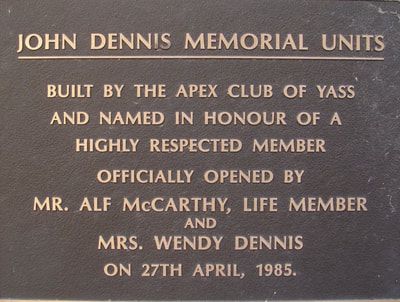 JOHN DENNIS MEMORIAL UNITS
BUILT BY THE APEX CLUB OF YASS
AND NAMED IN HONOUR OF A
HIGHLY RESPECTED MEMBER
OFFICIALLY OPENED BY
MR. ALF McCARTHY, LIFE MEMBER
AND
MRS. WENDY DENNIS
ON 27TH APRIL, 1985.